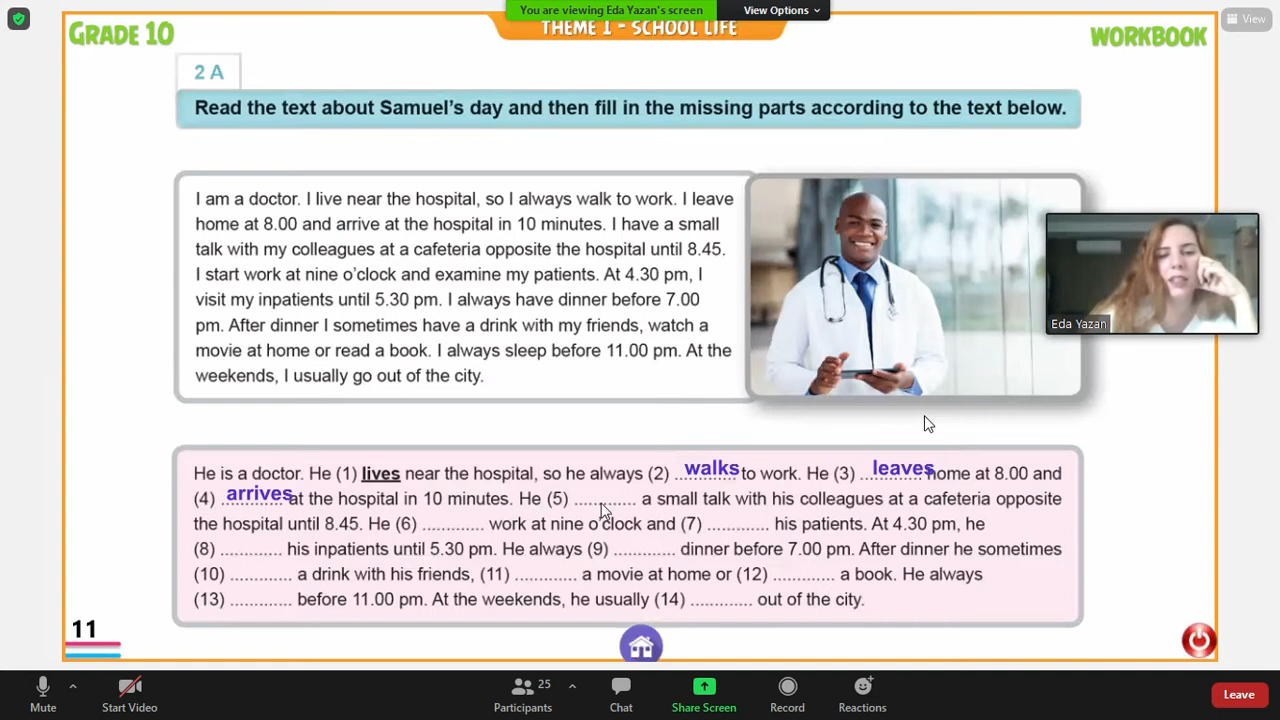 You are viewing Eda Yazan's screen
View Options
View
GRADE 10
THEME 1 - SCHOOL LIFE
WORKBOOK
2 A
Read the text about Samuel's day and then fill in the missing parts according to the text below.
I am a doctor. I live near the hospital, so I always walk to work. I leave
home at 8.00 and arrive at the hospital in 10 minutes. I have a small
talk with my colleagues at a cafeteria opposite the hospital until 8.45.
I start work at nine o'clock and examine my patients. At 4.30 pm, I
visit my inpatients until 5.30 pm. I always have dinner before 7.00
pm. After dinner I sometimes have a drink with my friends, watch a
movie at home or read a book. I always sleep before 11.00 pm. At the
weekends, I usually go out of the city.
Eda Yazan
He is a doctor. He (1) lives near the hospital, so he always (2) walks to work. He (3) leaves home at 8.00 and
(4) arrives at the hospital in 10 minutes. He (5) ............ a small talk with his colleagues at a cafeteria opposite
the hospital until 8.45. He (6) ............ work at nine o'clock and (7) ............ his patients. At 4.30 pm, he
(8) ............ his inpatients until 5.30 pm. He always (9) ............ dinner before 7.00 pm. After dinner he sometimes
(10) ............ a drink with his friends, (11) ............ a movie at home or (12) ............ a book. He always
(13) ............ before 11.00 pm. At the weekends, he usually (14) ............ out of the city.
11
Mute
Start Video
25
Participants
Chat
Share Screen
Record
Reactions
Leave